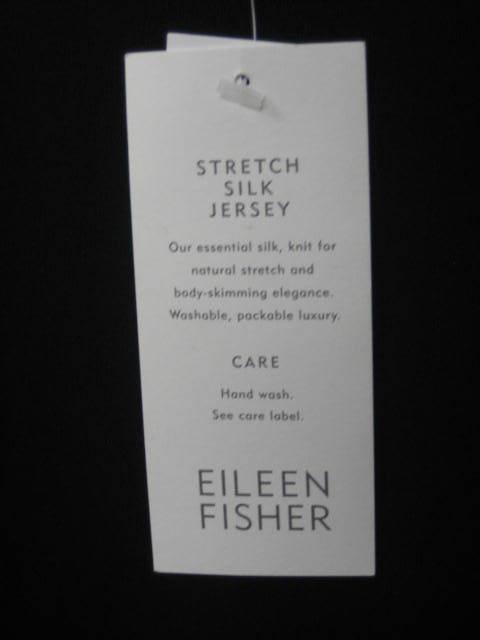 STRETCH
SILK
JERSEY
Our essential silk, knit for
natural stretch and
body-skimming elegance.
Washable, packable luxury.
CARE
Hand wash.
See care label.
EILEEN
FISHER